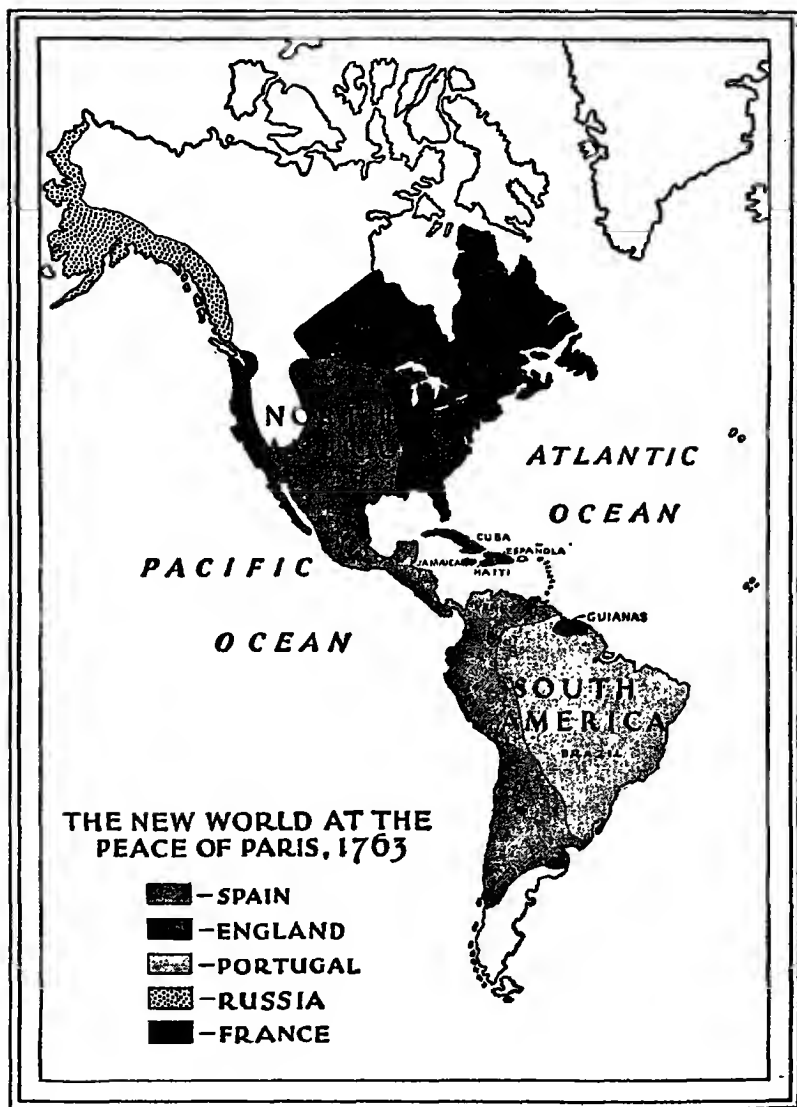 ATLANTIC
OCEAN
CUBA
ESPAÑOLA
JAMAICA
HAITI
PACIFIC
OCEAN
GUIANAS
SOUTH
AMERICA
BRAZIL
THE NEW WORLD AT THE
PEACE OF PARIS, 1763
-SPAIN
-ENGLAND
-PORTUGAL
-RUSSIA
-FRANCE